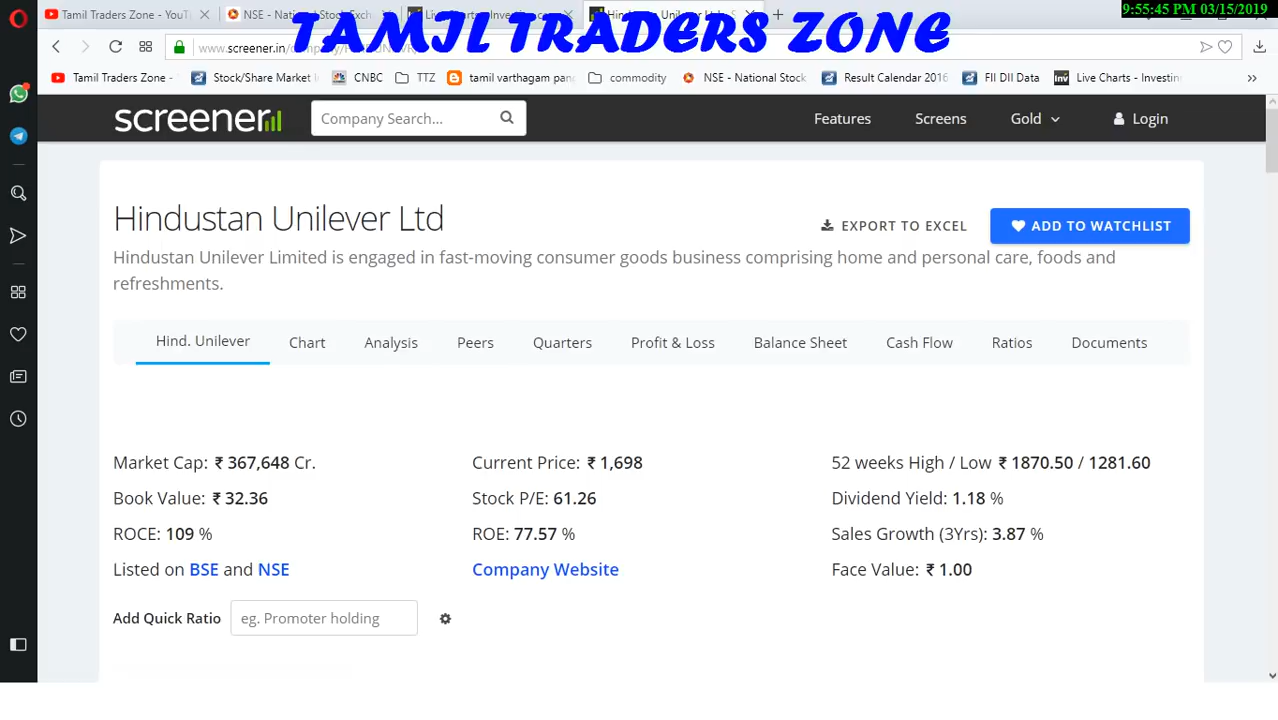 9:55:45 PM 03/15/2019
Tamil Traders Zone - YouT
NSE - National Stock Exch
TAMIL TRADERS ZONE
www.screener.in
Tamil Traders Zone -
Stock/Share Market
CNBC
TTZ
tamil varthagam pan
commodity
NSE - National Stock
Result Calendar 2016
FII DII Data
Inv
Live Charts - Investin
screener
Company Search...
Features
Screens
Gold
Login
Hindustan Unilever Ltd
EXPORT TO EXCEL
ADD TO WATCHLIST
Hindustan Unilever Limited is engaged in fast-moving consumer goods business comprising home and personal care, foods and
refreshments.
Hind. Unilever
Chart
Analysis
Peers
Quarters
Profit & Loss
Balance Sheet
Cash Flow
Ratios
Documents
Market Cap: ₹ 367,648 Cr.
Current Price: ₹ 1,698
52 weeks High / Low ₹ 1870.50 / 1281.60
Book Value: ₹ 32.36
Stock P/E: 61.26
Dividend Yield: 1.18 %
ROCE: 109 %
ROE: 77.57 %
Sales Growth (3Yrs): 3.87 %
Listed on BSE and NSE
Company Website
Face Value: ₹ 1.00
Add Quick Ratio
eg. Promoter holding